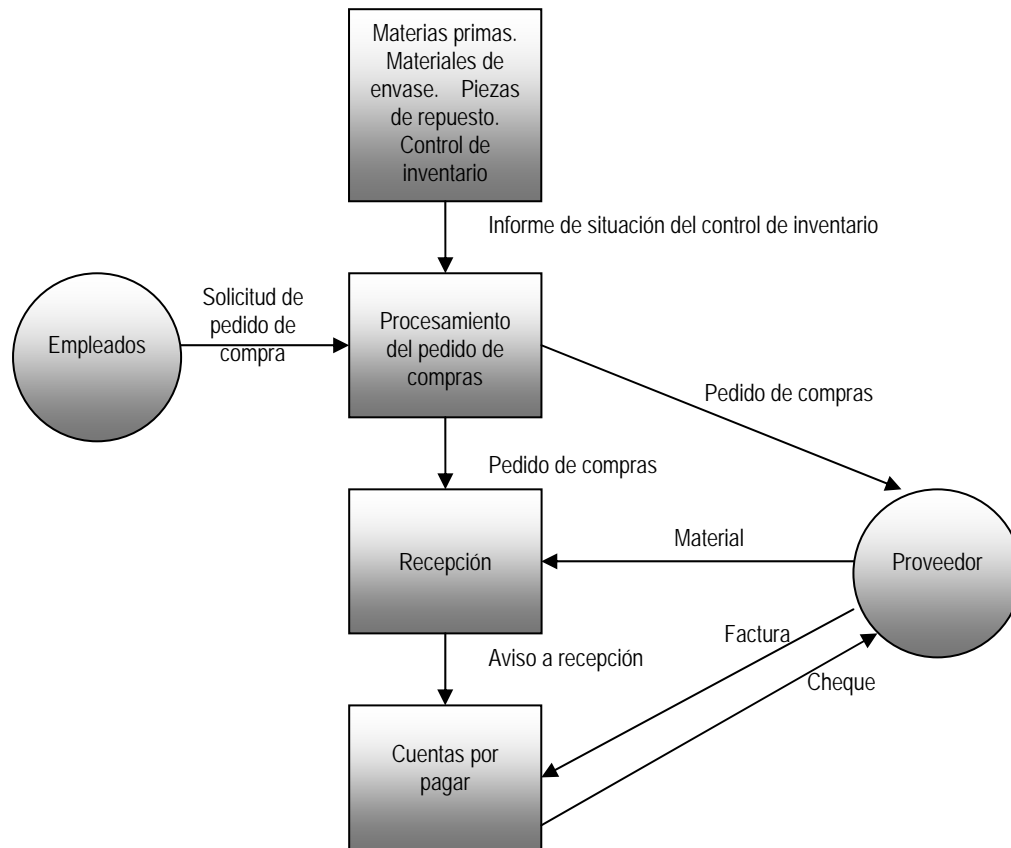 Materias primas.
Materiales de
envase. Piezas
de repuesto.
Control de
inventario
Informe de situación del control de inventario
Solicitud de
pedido de
compra
Empleados
Procesamiento
del pedido de
compras
Pedido de compras
Pedido de compras
Material
Recepción
Proveedor
Factura
Aviso a recepción
Cheque
Cuentas por
pagar